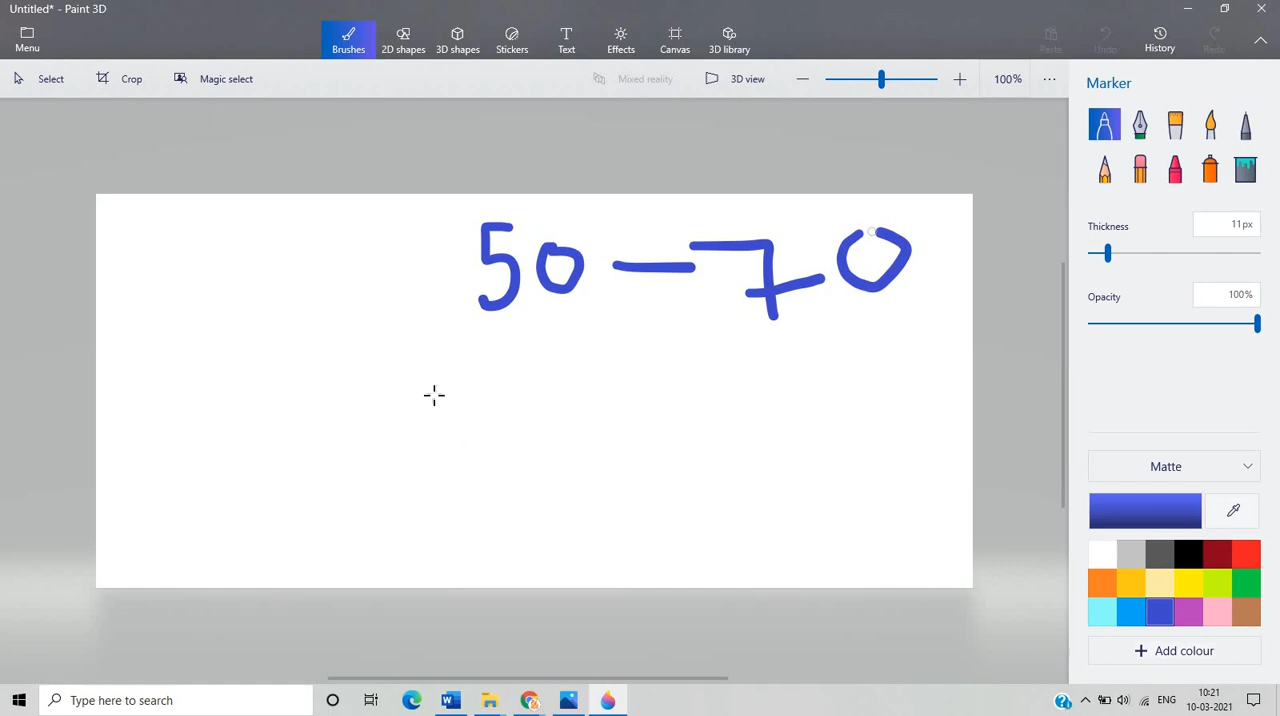 Untitled* - Paint 3D
Menu
Brushes
2D shapes
3D shapes
Stickers
Text
Effects
Canvas
3D library
Paste
Undo
History
Redo
Select
Crop
Magic select
Mixed reality
3D view
100%
Marker
50 - 70
Thickness
11px
Opacity
100%
Matte
Add colour
Type here to search
ENG
10:21
10-03-2021